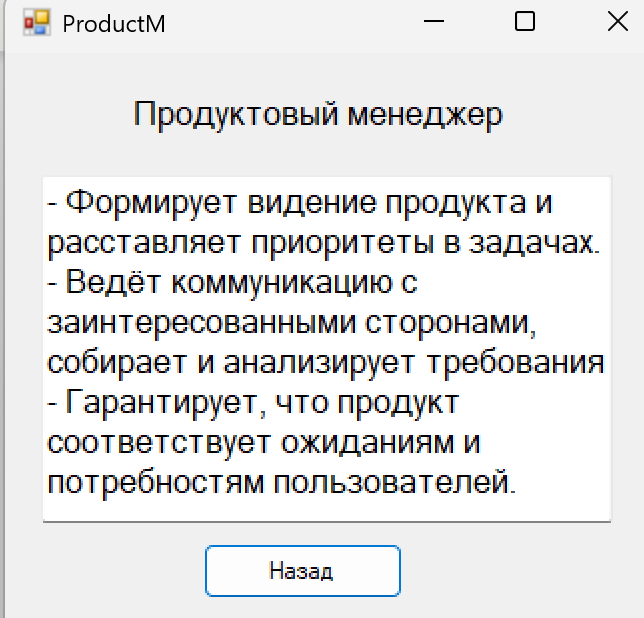 ProductM
Продуктовый менеджер
- Формирует видение продукта и
расставляет приоритеты в задачах.
- Ведёт коммуникацию с
заинтересованными сторонами,
собирает и анализирует требования
- Гарантирует, что продукт
соответствует ожиданиям и
потребностям пользователей.
Назад